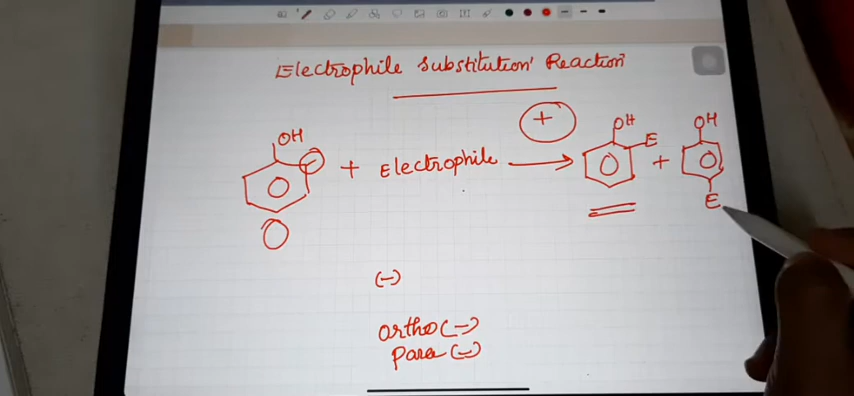 Electrophile Substitution Reaction
OH + Electrophile ⟶ + OH E + OH E
(-)
Ortho (-)
Para (-)